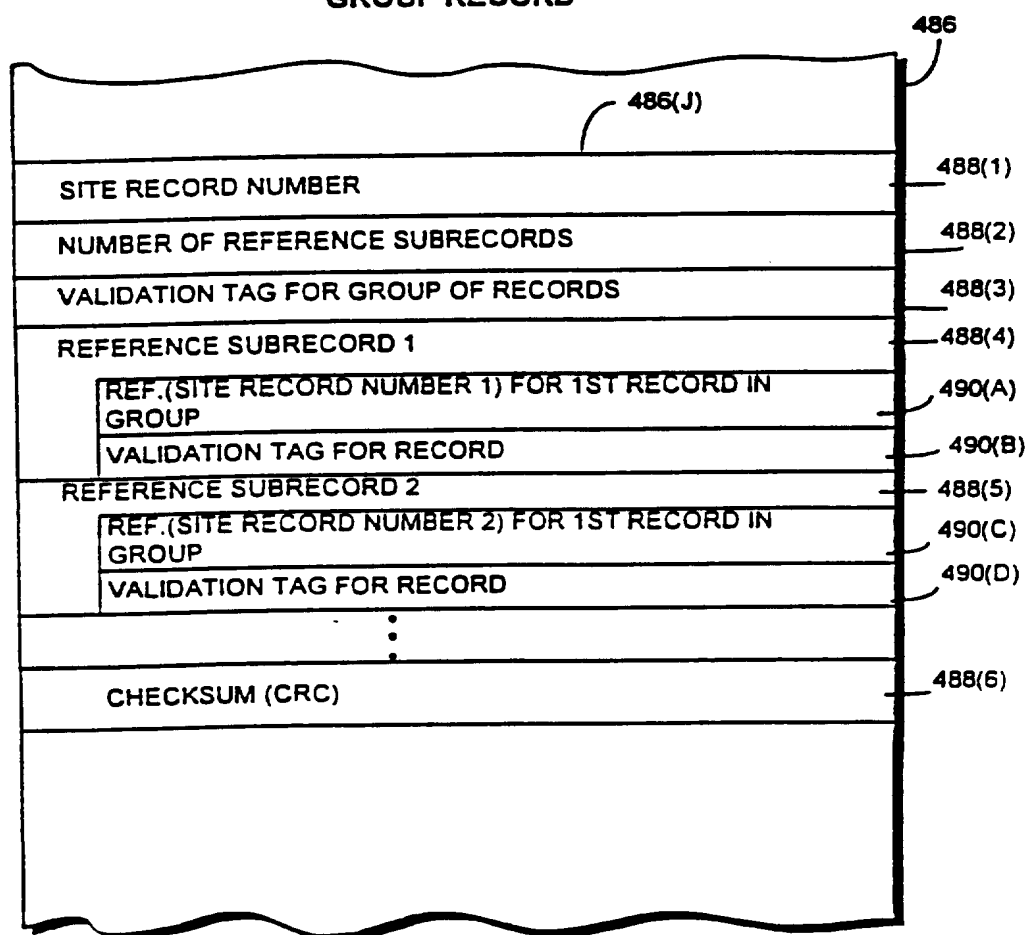 GROUP RECORD
486
486(J)
SITE RECORD NUMBER
488(1)
NUMBER OF REFERENCE SUBRECORDS
488(2)
VALIDATION TAG FOR GROUP OF RECORDS
488(3)
REFERENCE SUBRECORD 1
488(4)
REF.(SITE RECORD NUMBER 1) FOR 1ST RECORD IN
GROUP
490(A)
VALIDATION TAG FOR RECORD
490(B)
REFERENCE SUBRECORD 2
488(5)
REF.(SITE RECORD NUMBER 2) FOR 1ST RECORD IN
GROUP
490(C)
VALIDATION TAG FOR RECORD
490(D)
CHECKSUM (CRC)
488(6)